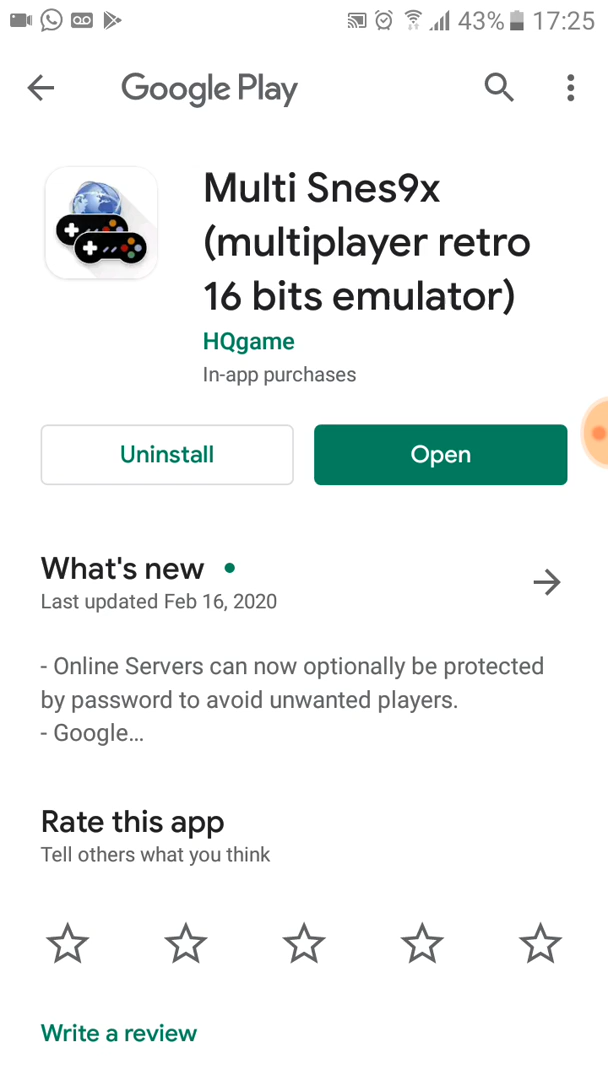 43% 17:25
Google Play
Multi Snes9x
(multiplayer retro
16 bits emulator)
HQgame
In-app purchases
Uninstall
Open
What's new
Last updated Feb 16, 2020
- Online Servers can now optionally be protected
by password to avoid unwanted players.
- Google...
Rate this app
Tell others what you think
Write a review